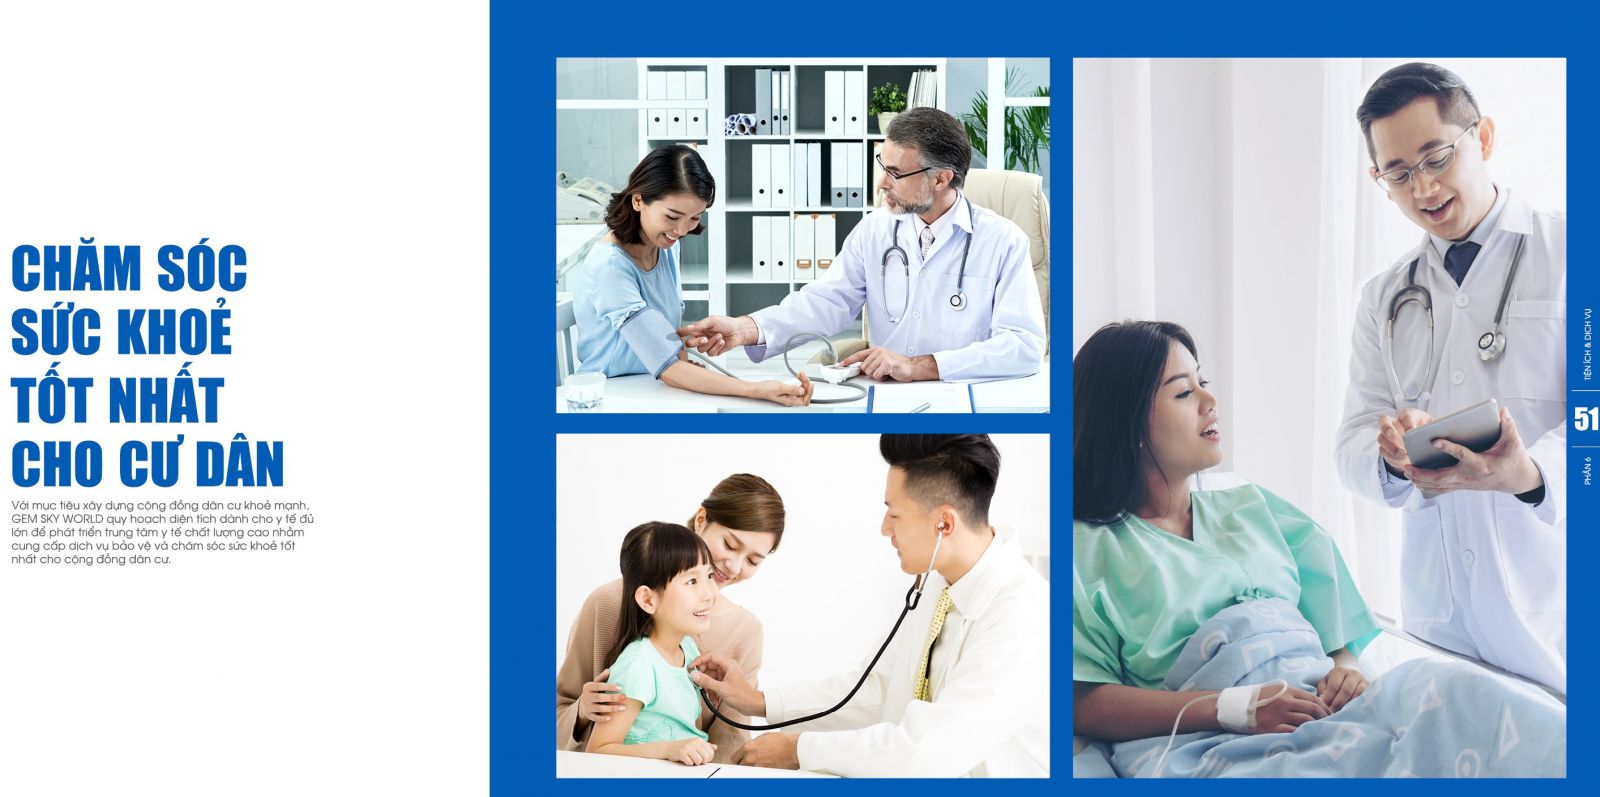 CHĂM SÓC
SỨC KHOẺ
TỐT NHẤT
CHO CƯ DÂN
Với mục tiêu xây dựng cộng đồng dân cư khoẻ mạnh,
GEM SKY WORLD quy hoạch diện tích dành cho y tế đủ
lớn để phát triển trung tâm y tế chất lượng cao nhằm
cung cấp dịch vụ bảo vệ và chăm sóc sức khoẻ tốt
nhất cho cộng đồng dân cư.
TIỆN ÍCH & DỊCH VỤ
51
PHẦN 6